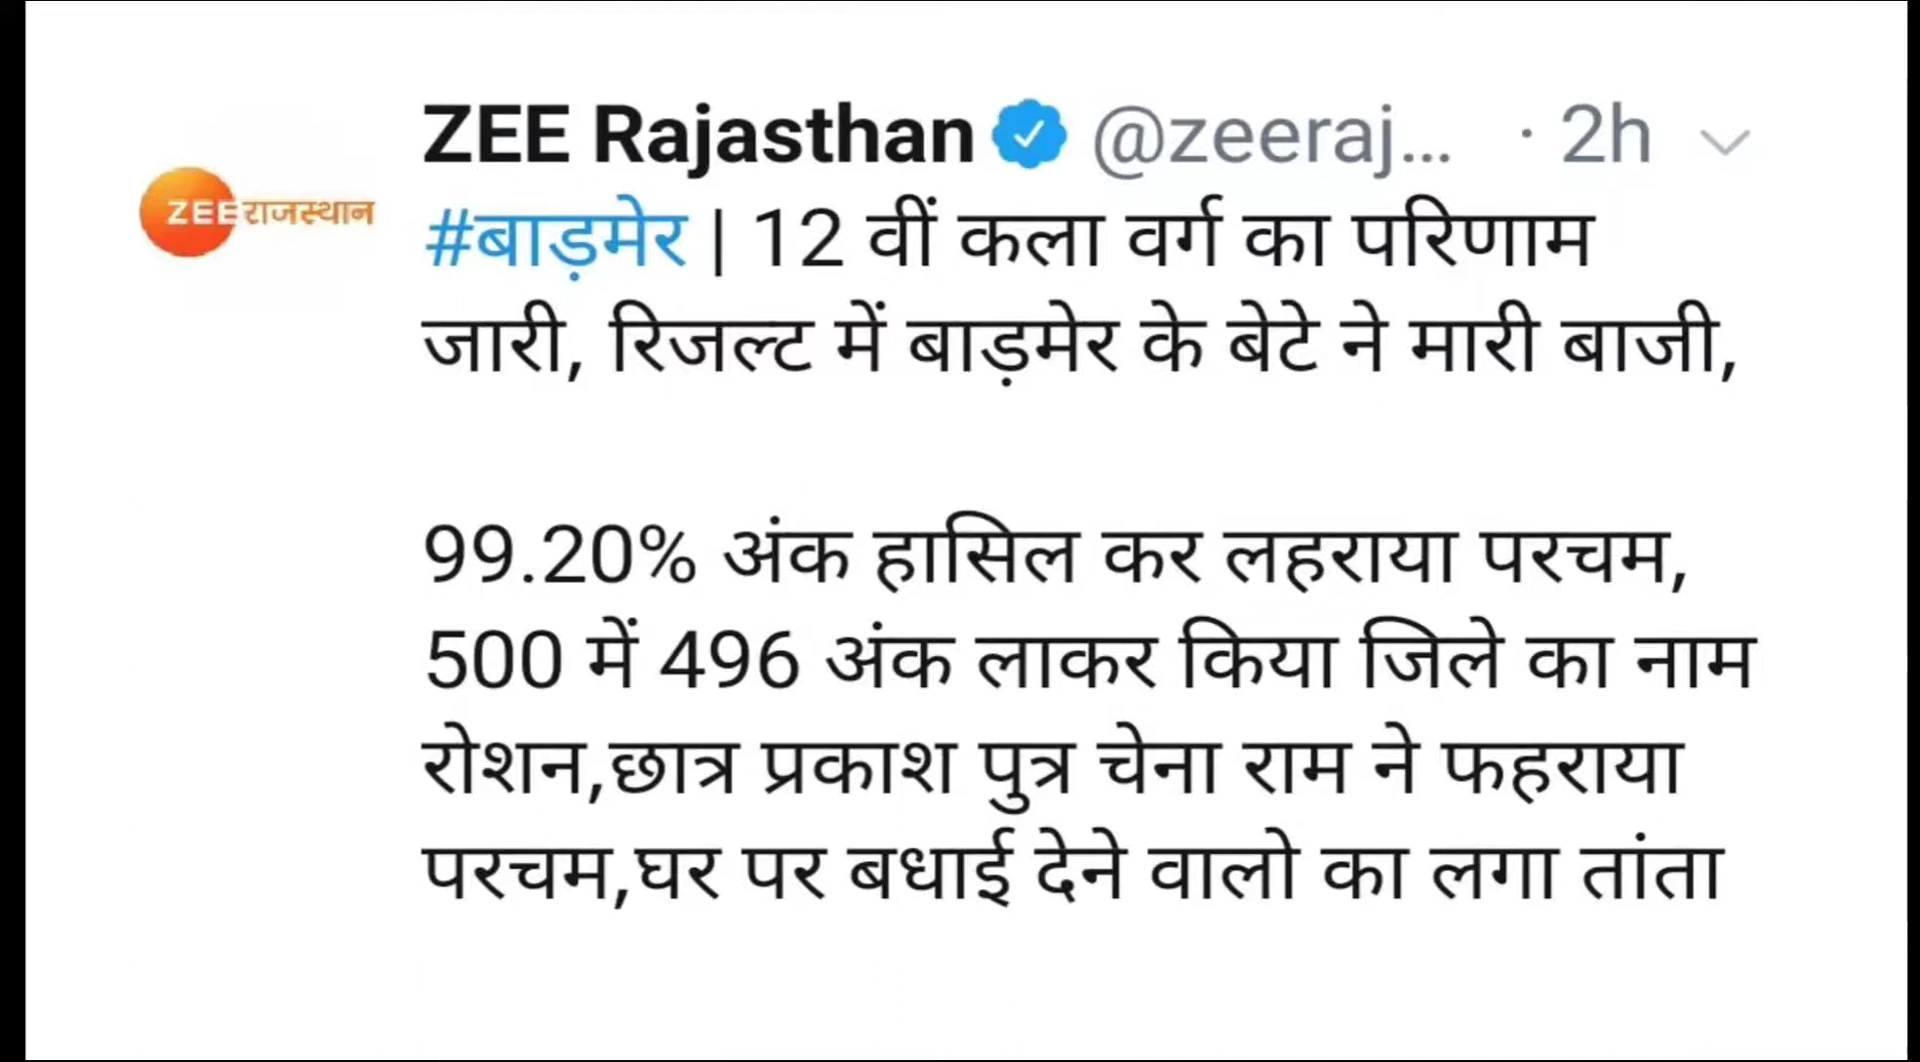 ZEE Rajasthan @zeeraj... · 2h
ZEE राजस्थान
#बाड़मेर | 12 वीं कला वर्ग का परिणाम
जारी, रिजल्ट में बाड़मेर के बेटे ने मारी बाजी,
99.20% अंक हासिल कर लहराया परचम,
500 में 496 अंक लाकर किया जिले का नाम
रोशन,छात्र प्रकाश पुत्र चेना राम ने फहराया
परचम,घर पर बधाई देने वालो का लगा तांता